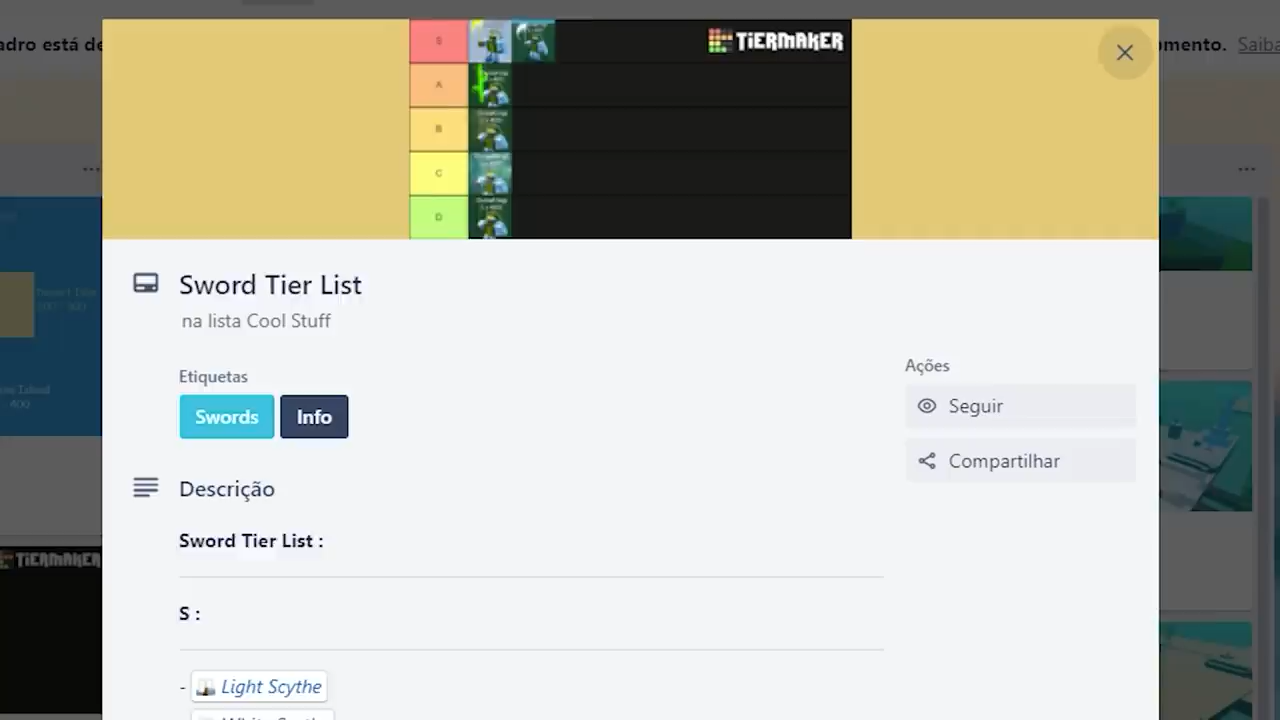 adro está de
omento. Saiba
S
TiERMAKER
A
B
C
D
Sword Tier List
na lista Cool Stuff
Etiquetas
Swords
Info
Ações
Seguir
Compartilhar
Descrição
Sword Tier List :
S :
- Light Scythe
TiERMAKER
400